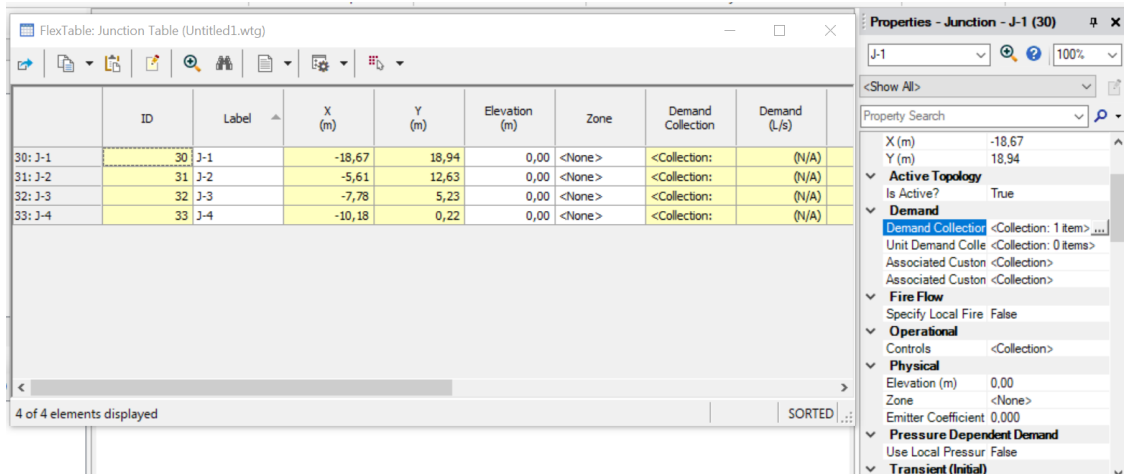 FlexTable: Junction Table (Untitled1.wtg)
ID Label X (m) Y (m) Elevation (m) Zone Demand Collection Demand (L/s)
30: J-1 30 J-1 -18,67 18,94 0,00 <None> <Collection: (N/A)
31: J-2 31 J-2 -5,61 12,63 0,00 <None> <Collection: (N/A)
32: J-3 32 J-3 -7,78 5,23 0,00 <None> <Collection: (N/A)
33: J-4 33 J-4 -10,18 0,22 0,00 <None> <Collection: (N/A)
4 of 4 elements displayed SORTED
Properties - Junction - J-1 (30)
J-1 100%
<Show All>
Property Search
X (m) -18,67
Y (m) 18,94
Active Topology
Is Active? True
Demand
Demand Collection <Collection: 1 item> ...
Unit Demand Colle <Collection: 0 items>
Associated Custon <Collection>
Associated Custon <Collection>
Fire Flow
Specify Local Fire False
Operational
Controls <Collection>
Physical
Elevation (m) 0,00
Zone <None>
Emitter Coefficient 0,000
Pressure Dependent Demand
Use Local Pressur False
Transient (Initial)